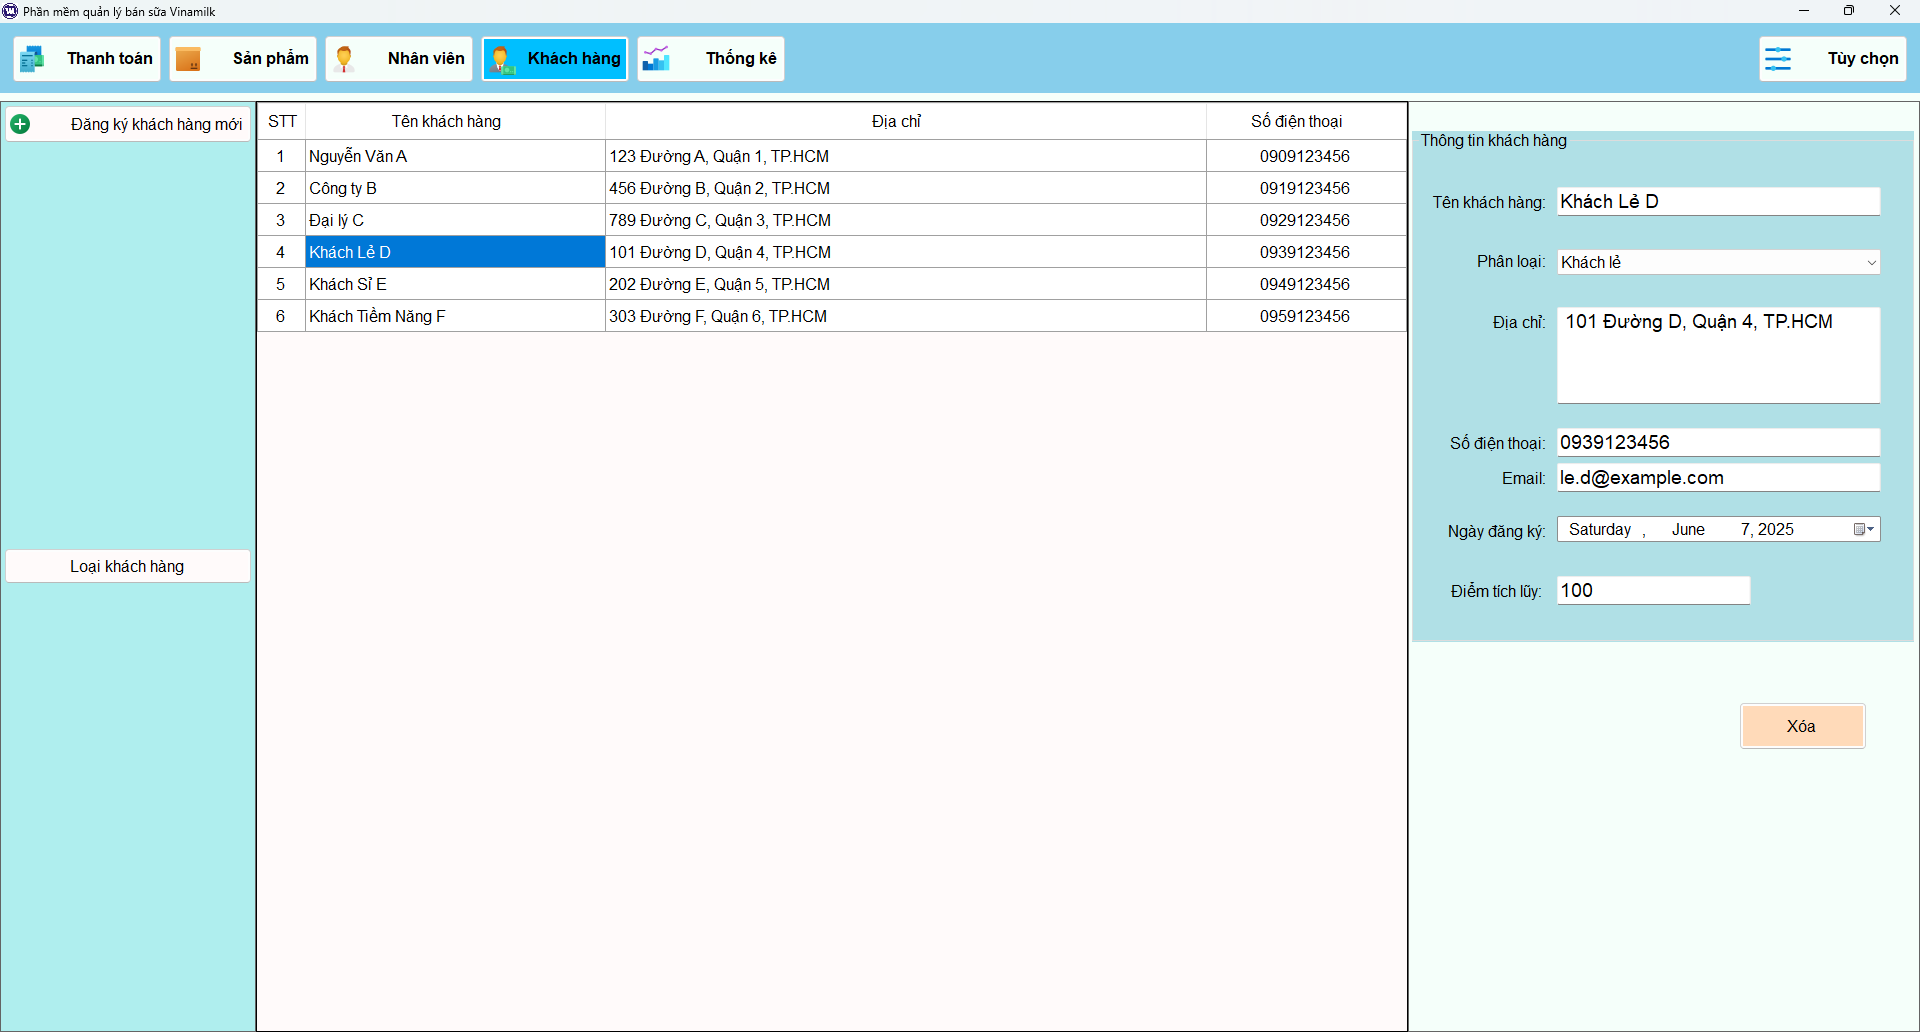 Phần mềm quản lý bán sữa Vinamilk
Thanh toán Sản phẩm Nhân viên Khách hàng Thống kê Tùy chọn
Đăng ký khách hàng mới
Loại khách hàng
STT Tên khách hàng Địa chỉ Số điện thoại
1 Nguyễn Văn A 123 Đường A, Quận 1, TP.HCM 0909123456
2 Công ty B 456 Đường B, Quận 2, TP.HCM 0919123456
3 Đại lý C 789 Đường C, Quận 3, TP.HCM 0929123456
4 Khách Lẻ D 101 Đường D, Quận 4, TP.HCM 0939123456
5 Khách Sỉ E 202 Đường E, Quận 5, TP.HCM 0949123456
6 Khách Tiềm Năng F 303 Đường F, Quận 6, TP.HCM 0959123456
Thông tin khách hàng
Tên khách hàng: Khách Lẻ D
Phân loại: Khách lẻ
Địa chỉ: 101 Đường D, Quận 4, TP.HCM
Số điện thoại: 0939123456
Email: le.d@example.com
Ngày đăng ký: Saturday , June 7, 2025
Điểm tích lũy: 100
Xóa